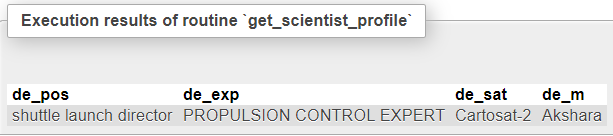 Execution results of routine `get_scientist_profile`
de_pos de_exp de_sat de_m
shuttle launch director PROPULSION CONTROL EXPERT Cartosat-2 Akshara